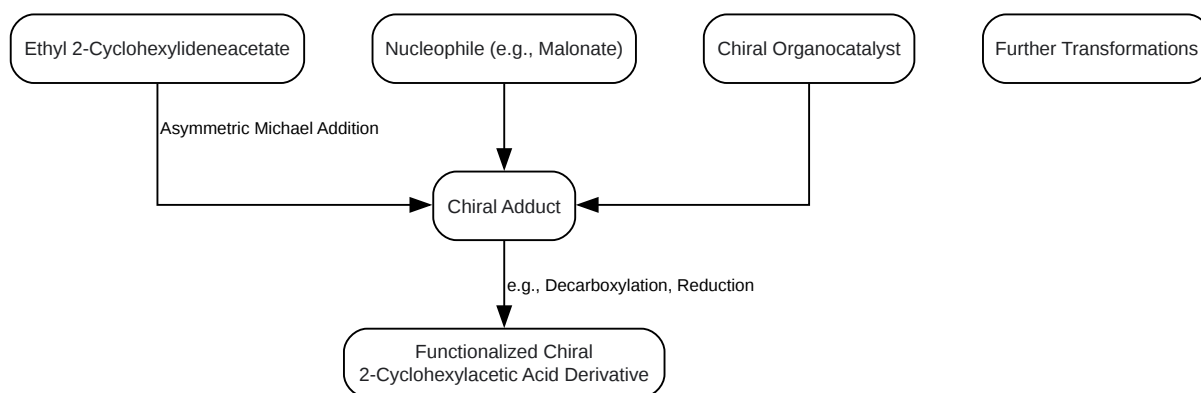 Ethyl 2-Cyclohexylideneacetate
Nucleophile (e.g., Malonate)
Chiral Organocatalyst
Further Transformations
Asymmetric Michael Addition
Chiral Adduct
e.g., Decarboxylation, Reduction
Functionalized Chiral
2-Cyclohexylacetic Acid Derivative